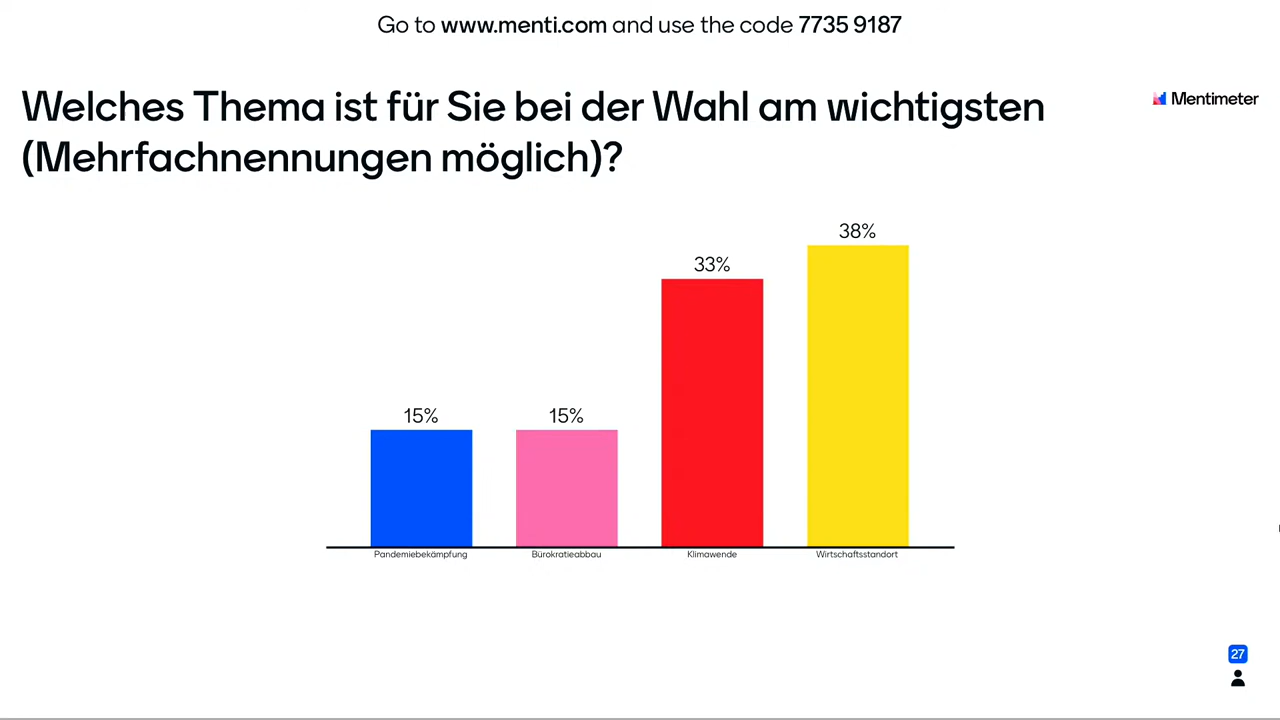 Go to www.menti.com and use the code 7735 9187
Welches Thema ist für Sie bei der Wahl am wichtigsten
(Mehrfachnennungen möglich)?
Mentimeter
38%
33%
15%
15%
Pandemiebekämpfung
Bürokratieabbau
Klimawende
Wirtschaftsstandort
27